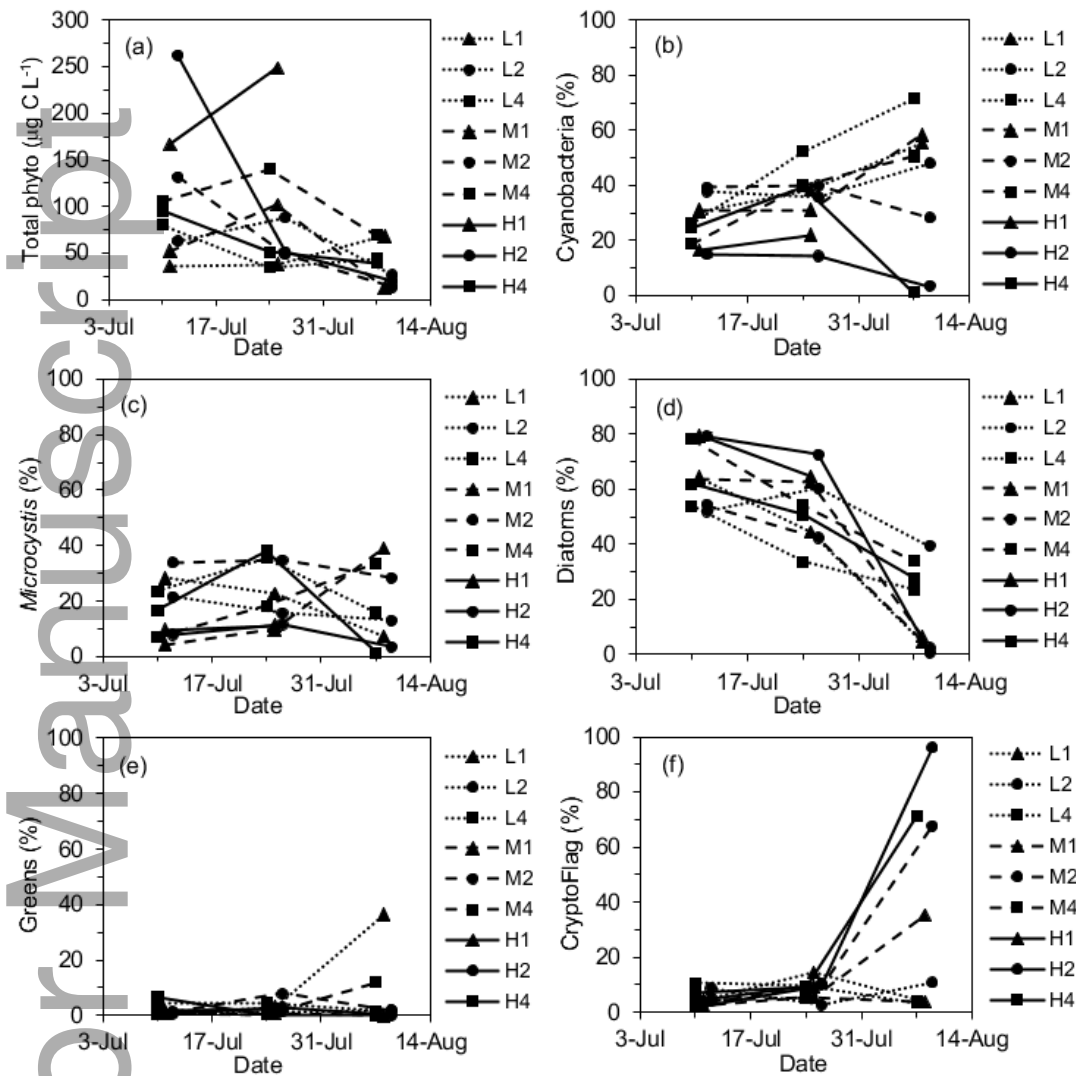 or Manuscript
(a)
Total phyto (µg C L⁻¹)
300
250
200
150
100
50
0
3-Jul 17-Jul 31-Jul 14-Aug
Date
L1
L2
L4
M1
M2
M4
H1
H2
H4
(b)
Cyanobacteria (%)
100
80
60
40
20
0
3-Jul 17-Jul 31-Jul 14-Aug
Date
L1
L2
L4
M1
M2
M4
H1
H2
H4
(c)
Microcystis (%)
100
80
60
40
20
0
3-Jul 17-Jul 31-Jul 14-Aug
Date
L1
L2
L4
M1
M2
M4
H1
H2
H4
(d)
Diatoms (%)
100
80
60
40
20
0
3-Jul 17-Jul 31-Jul 14-Aug
Date
L1
L2
L4
M1
M2
M4
H1
H2
H4
(e)
Greens (%)
100
80
60
40
20
0
3-Jul 17-Jul 31-Jul 14-Aug
Date
L1
L2
L4
M1
M2
M4
H1
H2
H4
(f)
CryptoFlag (%)
100
80
60
40
20
0
3-Jul 17-Jul 31-Jul 14-Aug
Date
L1
L2
L4
M1
M2
M4
H1
H2
H4